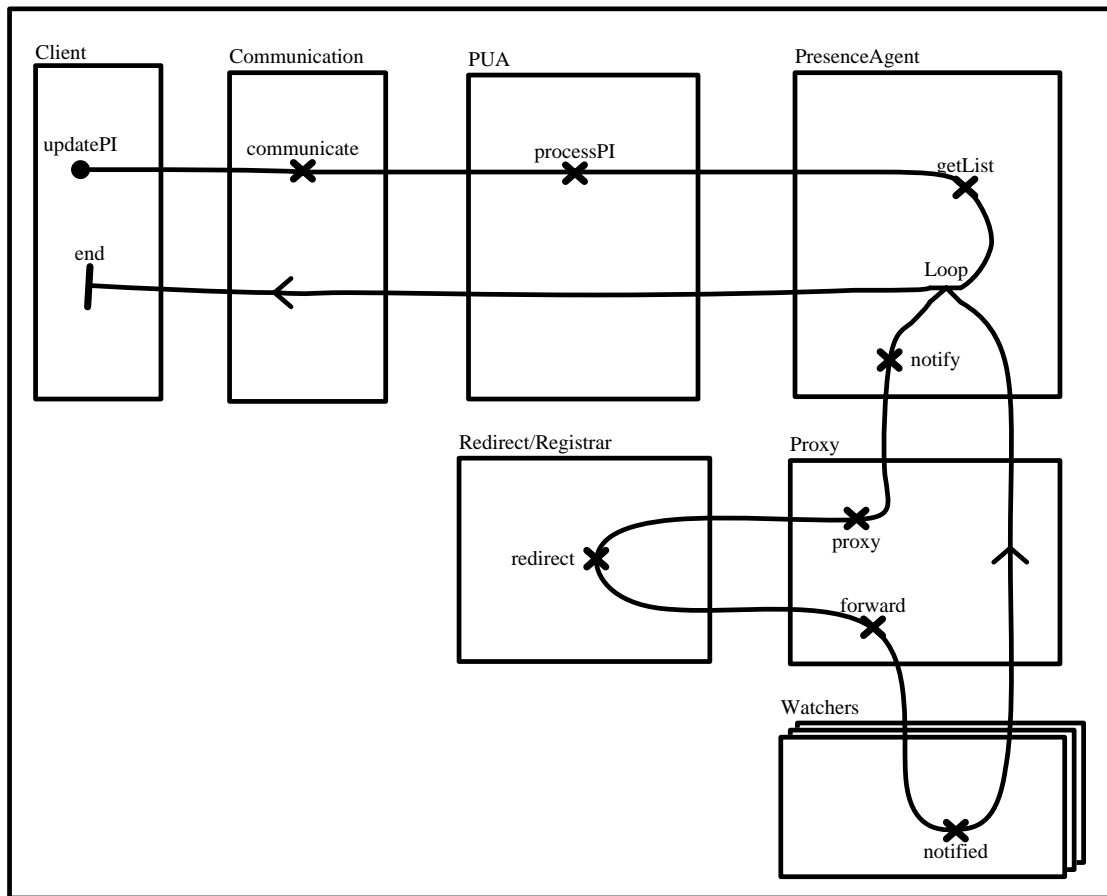 Client
Communication
PUA
PresenceAgent
updatePI
communicate
processPI
getList
end
Loop
notify
Redirect/Registrar
Proxy
proxy
redirect
forward
Watchers
notified